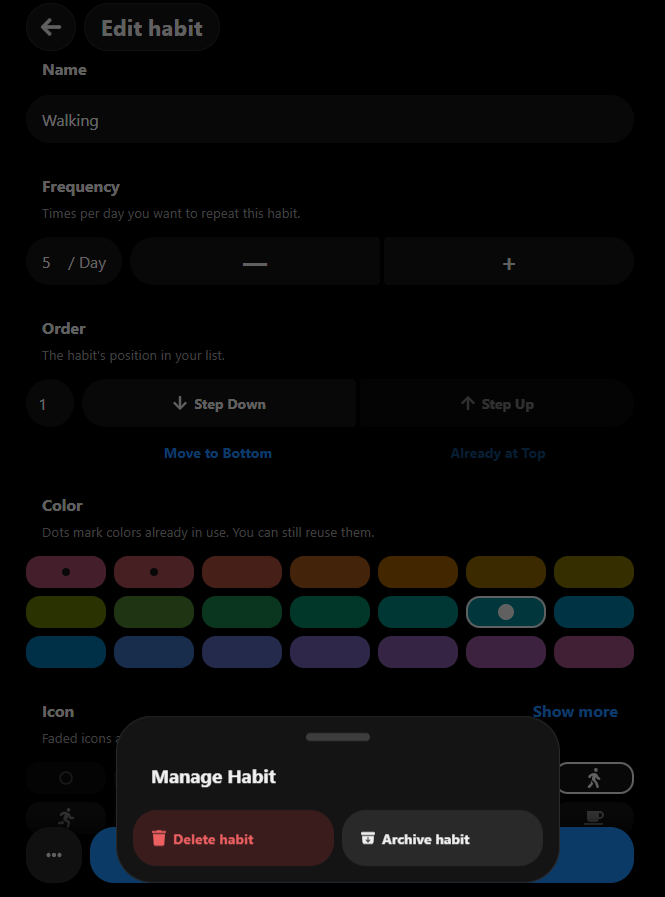 Edit habit
Name
Walking
Frequency
Times per day you want to repeat this habit.
5 / Day — +
Order
The habit's position in your list.
1 Step Down Step Up
Move to Bottom Already at Top
Color
Dots mark colors already in use. You can still reuse them.
Icon Show more
Faded icons
Manage Habit
Delete habit Archive habit